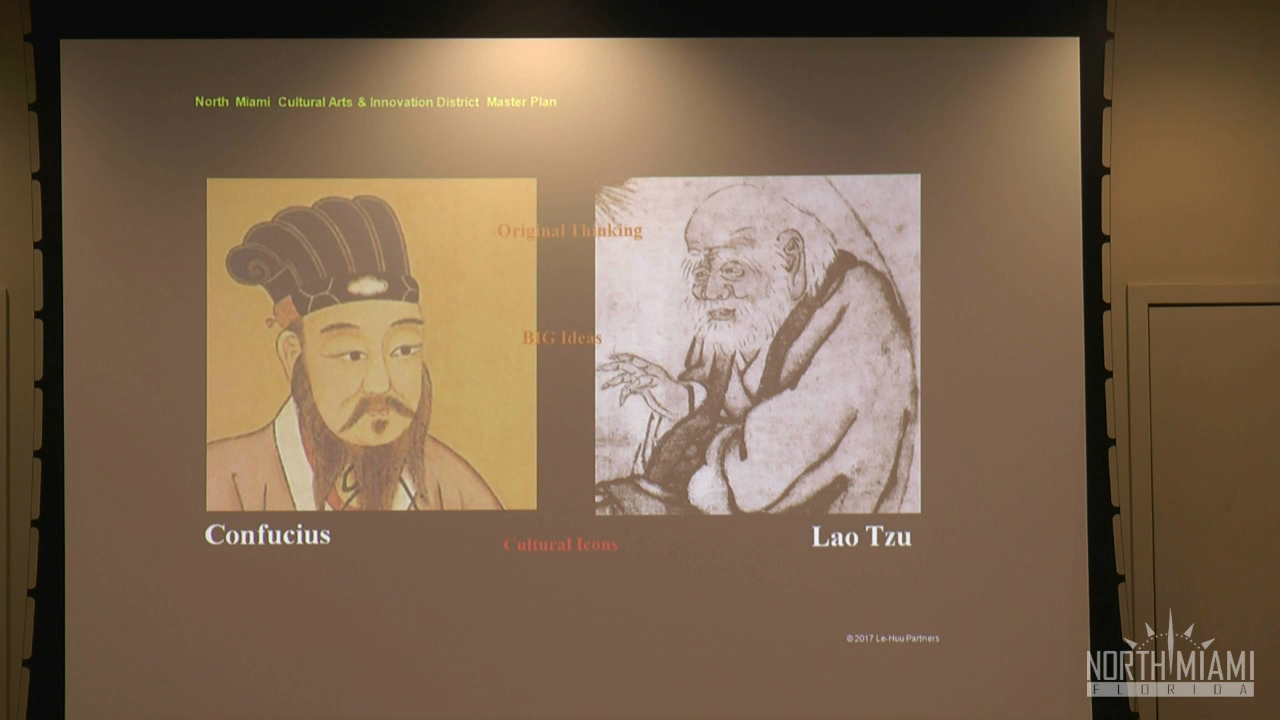 North Miami Cultural Arts & Innovation District Master Plan
Original Thinking
BIG Ideas
Confucius
Cultural Icons
Lao Tzu
© 2017 Le-Huu Partners
NORTH MIAMI
FLORIDA